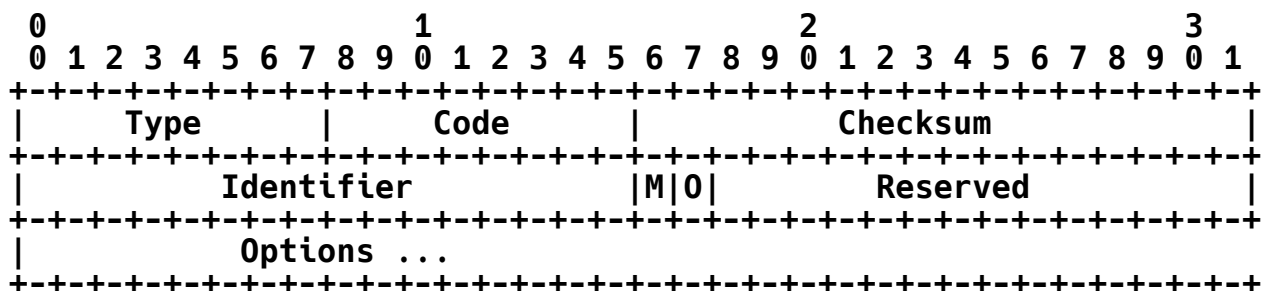 0                   1                   2                   3
 0 1 2 3 4 5 6 7 8 9 0 1 2 3 4 5 6 7 8 9 0 1 2 3 4 5 6 7 8 9 0 1
+-+-+-+-+-+-+-+-+-+-+-+-+-+-+-+-+-+-+-+-+-+-+-+-+-+-+-+-+-+-+-+-+
|     Type      |     Code      |          Checksum             |
+-+-+-+-+-+-+-+-+-+-+-+-+-+-+-+-+-+-+-+-+-+-+-+-+-+-+-+-+-+-+-+-+
|          Identifier           |M|O|        Reserved           |
+-+-+-+-+-+-+-+-+-+-+-+-+-+-+-+-+-+-+-+-+-+-+-+-+-+-+-+-+-+-+-+-+
|           Options ...
+-+-+-+-+-+-+-+-+-+-+-+-+-+-+-+-+-+-+-+-+-+-+-+-+-+-+-+-+-+-+-+-+